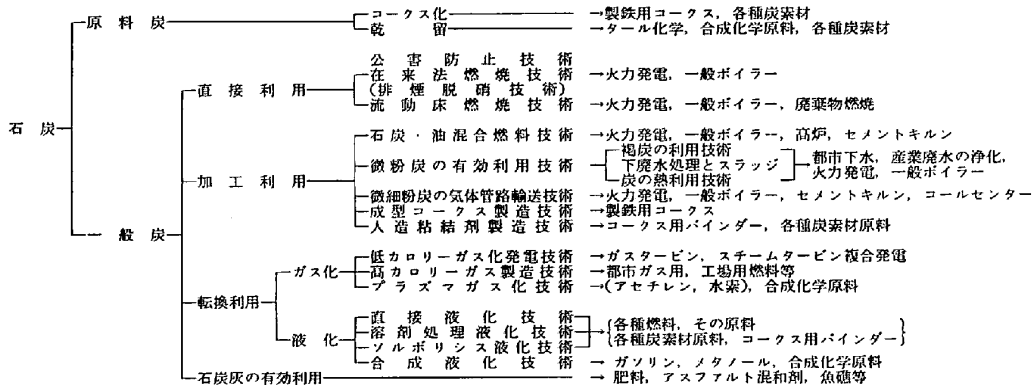 コークス化→製鉄用コークス，各種炭素材
原料炭
乾留→タール化学，合成化学原料，各種炭素材
公害防止技術
在来法燃焼技術→火力発電，一般ボイラー
直接利用
(排煙脱硝技術)
流動床燃焼技術→火力発電，一般ボイラー，廃棄物燃焼
石炭
石炭・油混合燃料技術→火力発電，一般ボイラー，高炉，セメントキルン
褐炭の利用技術
微粉炭の有効利用技術
下廃水処理とスラッジ
炭の熱利用技術
→都市下水，産業廃水の浄化，
火力発電，一般ボイラー
加工利用
微細粉炭の気体管路輸送技術→火力発電，一般ボイラー，セメントキルン，コールセンター
成型コークス製造技術→製鉄用コークス
人造粘結剤製造技術→コークス用バインダー，各種炭素材原料
一般炭
低カロリーガス化発電技術→ガスタービン，スチームタービン複合発電
ガス化
高カロリーガス製造技術→都市ガス用，工場用燃料等
プラズマガス化技術→(アセチレン，水素)，合成化学原料
転換利用
直接液化技術
溶剤処理液化技術
液化
ソルボリシス液化技術
→{各種燃料，その原料
各種炭素材原料，コークス用バインダー}
合成液化技術→ガソリン，メタノール，合成化学原料
石炭灰の有効利用→肥料，アスファルト混和剤，魚礁等